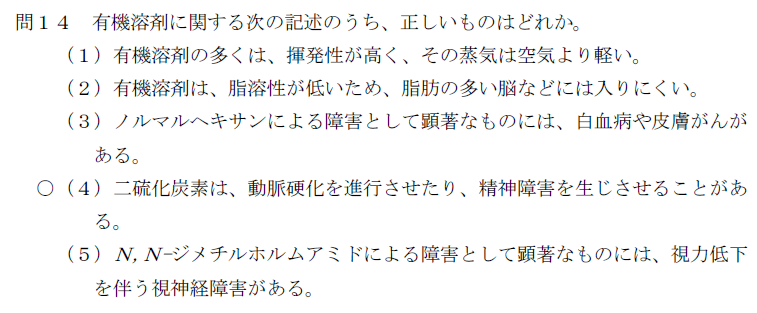 問１４　有機溶剤に関する次の記述のうち、正しいものはどれか。
（１）有機溶剤の多くは、揮発性が高く、その蒸気は空気より軽い。
（２）有機溶剤は、脂溶性が低いため、脂肪の多い脳などには入りにくい。
（３）ノルマルヘキサンによる障害として顕著なものには、白血病や皮膚がんが
ある。
○（４）二硫化炭素は、動脈硬化を進行させたり、精神障害を生じさせることがあ
る。
（５）N, N−ジメチルホルムアミドによる障害として顕著なものには、視力低下
を伴う視神経障害がある。